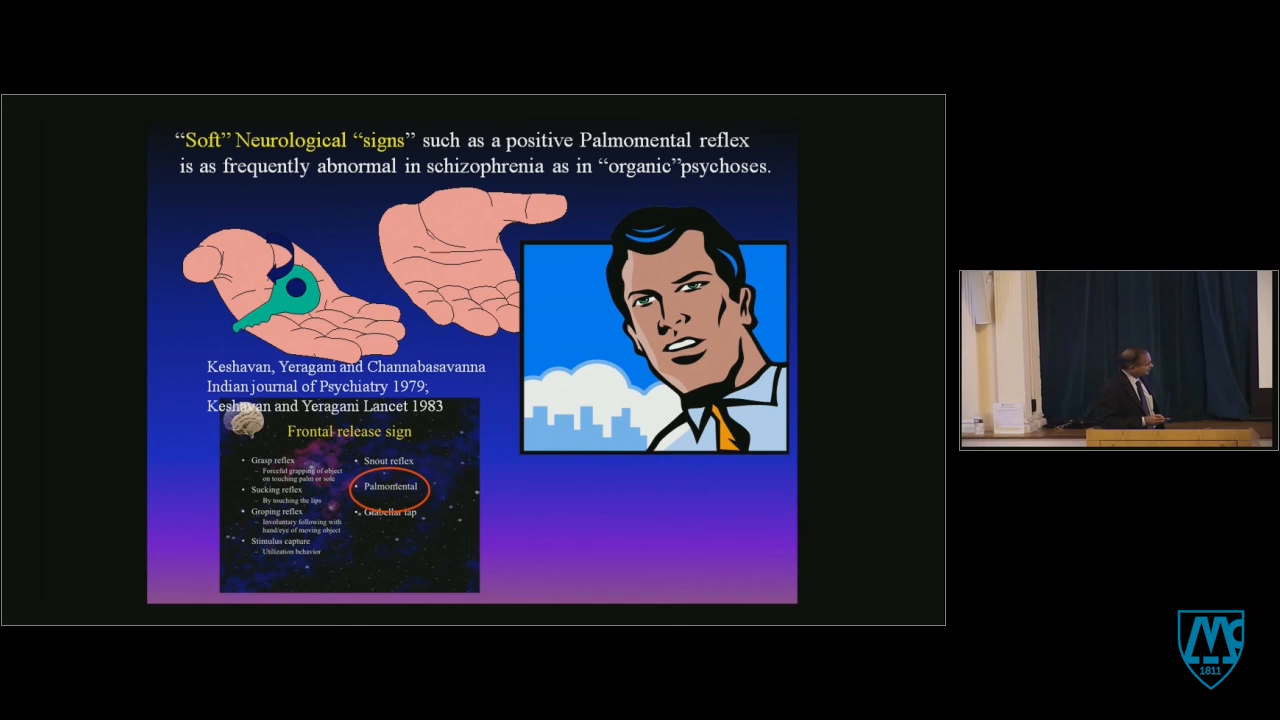 “Soft” Neurological “signs” such as a positive Palmomental reflex
is as frequently abnormal in schizophrenia as in “organic”psychoses.
Keshavan, Yeragani and Channabasavanna
Indian journal of Psychiatry 1979;
Keshavan and Yeragani Lancet 1983
Frontal release sign
• Grasp reflex
– Forceful grapping of object
on touching palm or sole
• Sucking reflex
– By touching the lips
• Groping reflex
– Involuntary following with
hand/eye of moving object
• Stimulus capture
– Utilization behavior
• Snout reflex
• Palmomental
• Glabellar tap
Mc
1811